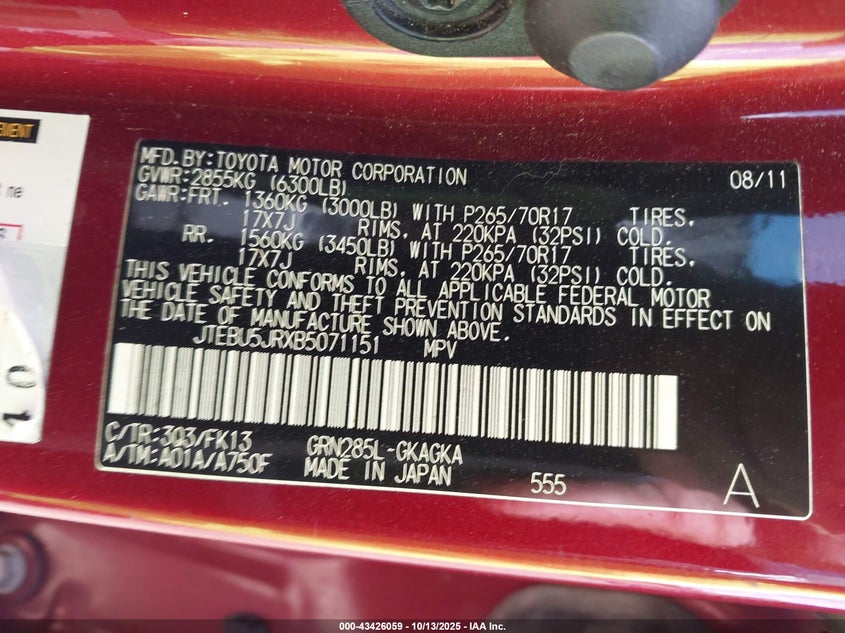 EMENT
ne
10
MFD.BY:TOYOTA MOTOR CORPORATION 08/11
GVWR:2855KG (6300LB)
GAWR:FRT. 1360KG (3000LB) WITH P265/70R17 TIRES,
17X7J RIMS, AT 220KPA (32PSI) COLD.
RR. 1560KG (3450LB) WITH P265/70R17 TIRES,
17X7J RIMS, AT 220KPA (32PSI) COLD.
THIS VEHICLE CONFORMS TO ALL APPLICABLE FEDERAL MOTOR
VEHICLE SAFETY AND THEFT PREVENTION STANDARDS IN EFFECT ON
THE DATE OF MANUFACTURE SHOWN ABOVE.
JTEBU5JRXB5071151 MPV
C/TR:3Q3/FK13 GRN285L-GKAGKA
A/TM:A01A/A750F MADE IN JAPAN 555 A
000-43426059 - 10/13/2025 - IAA Inc.